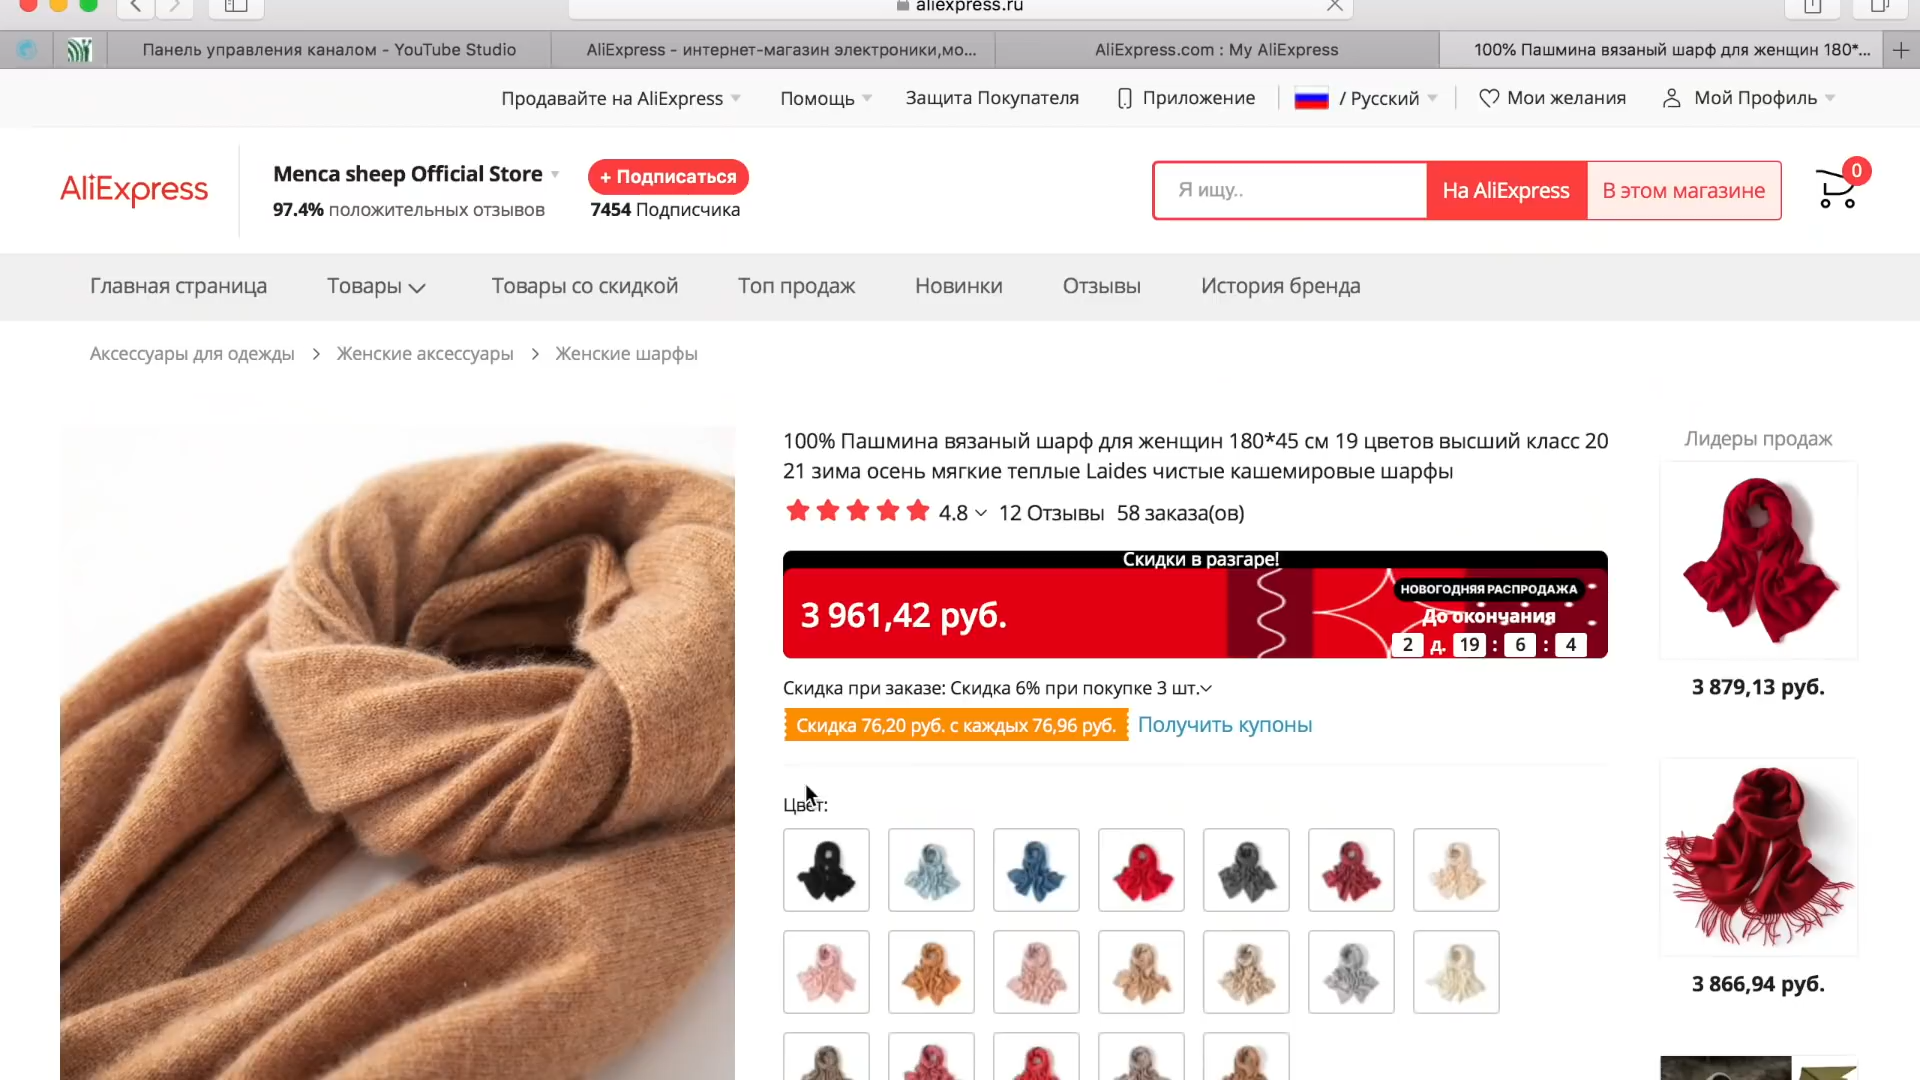 aliexpress.ru
Панель управления каналом - YouTube Studio
AliExpress - интернет-магазин электроники,мо...
AliExpress.com : My AliExpress
100% Пашмина вязаный шарф для женщин 180*...
Продавайте на AliExpress
Помощь
Защита Покупателя
Приложение
/ Русский
Мои желания
Мой Профиль
AliExpress
Menca sheep Official Store
97.4% положительных отзывов
+ Подписаться
7454 Подписчика
Я ищу..
На AliExpress
В этом магазине
0
Главная страница
Товары
Товары со скидкой
Топ продаж
Новинки
Отзывы
История бренда
Аксессуары для одежды > Женские аксессуары > Женские шарфы
100% Пашмина вязаный шарф для женщин 180*45 см 19 цветов высший класс 20
21 зима осень мягкие теплые Laides чистые кашемировые шарфы
4.8 12 Отзывы 58 заказа(ов)
Скидки в разгаре!
3 961,42 руб.
НОВОГОДНЯЯ РАСПРОДАЖА
До окончания
2 д. 19 : 6 : 4
Скидка при заказе: Скидка 6% при покупке 3 шт.
Скидка 76,20 руб. с каждых 76,96 руб. Получить купоны
Цвет:
Лидеры продаж
3 879,13 руб.
3 866,94 руб.